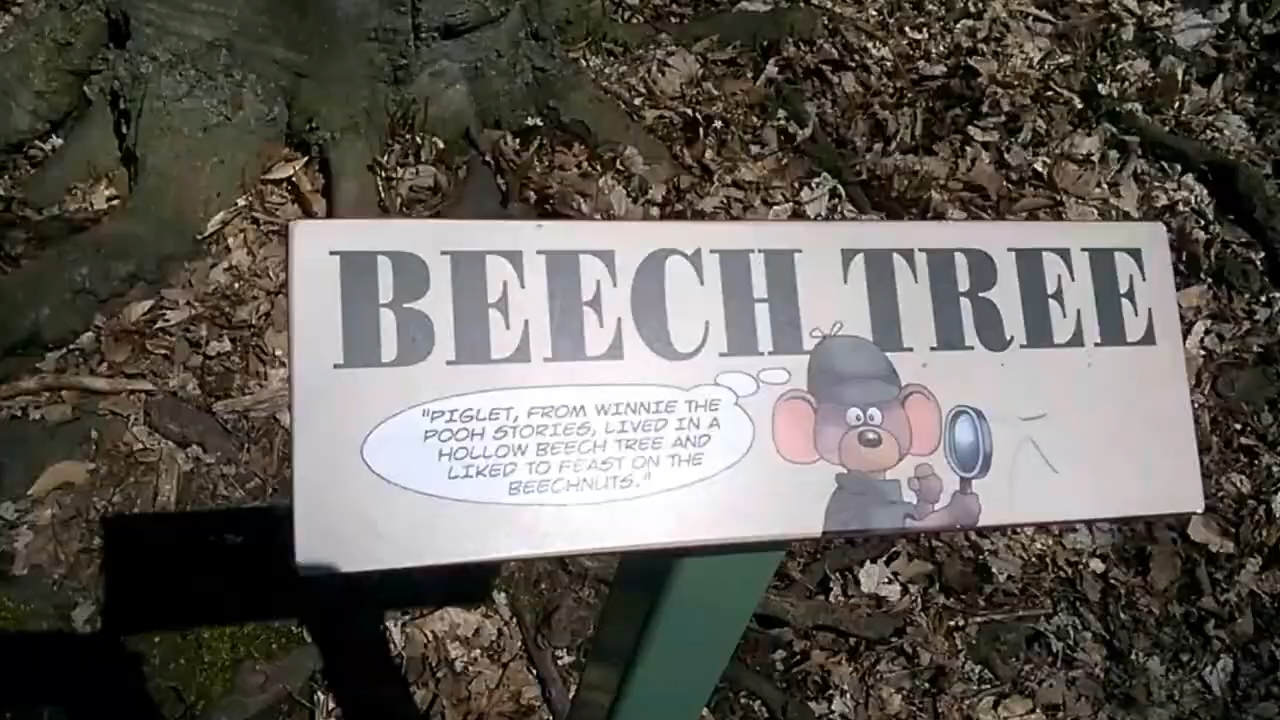 BEECH TREE
"PIGLET, FROM WINNIE THE
POOH STORIES, LIVED IN A
HOLLOW BEECH TREE AND
LIKED TO FEAST ON THE
BEECHNUTS."